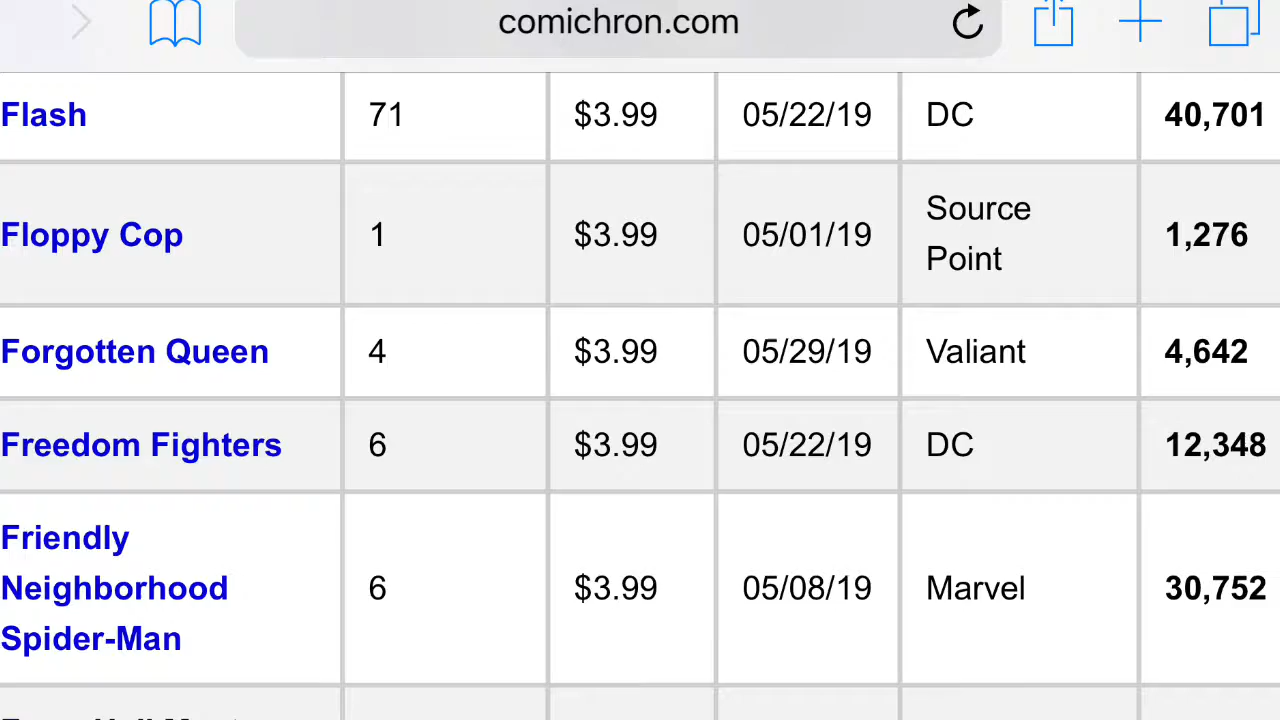 comichron.com
Flash 71 $3.99 05/22/19 DC 40,701
Floppy Cop 1 $3.99 05/01/19 Source Point 1,276
Forgotten Queen 4 $3.99 05/29/19 Valiant 4,642
Freedom Fighters 6 $3.99 05/22/19 DC 12,348
Friendly
Neighborhood 6 $3.99 05/08/19 Marvel 30,752
Spider-Man